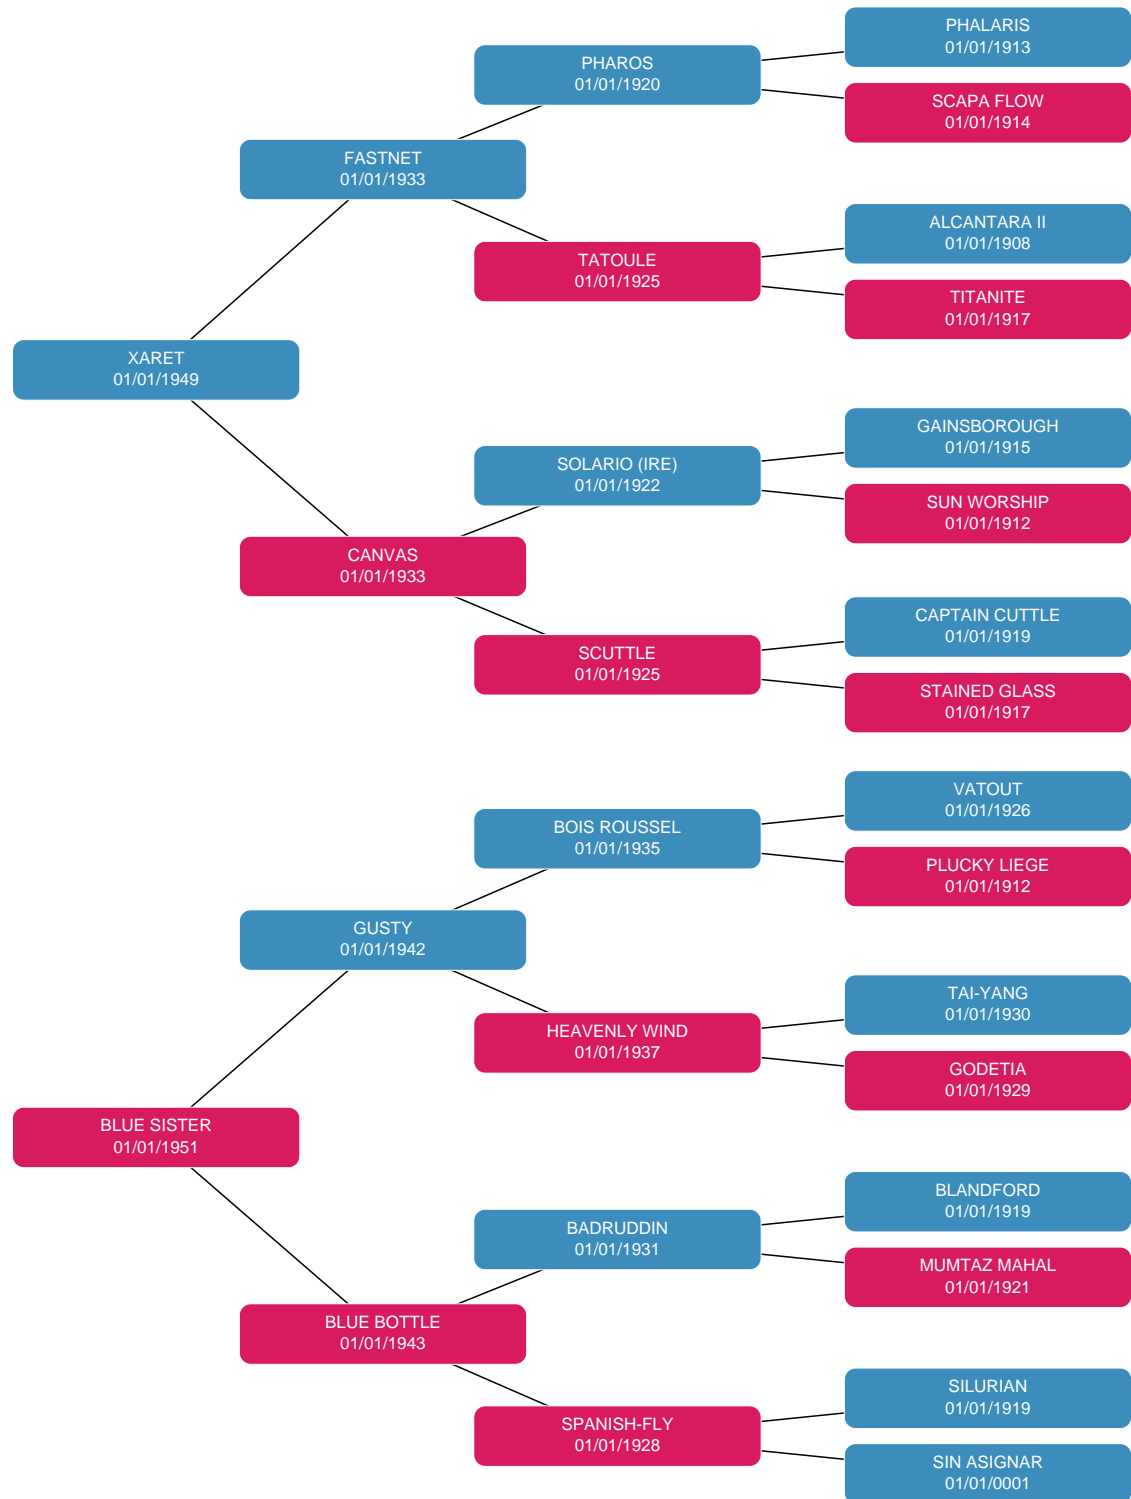 PHALARIS
01/01/1913
PHAROS
01/01/1920
SCAPA FLOW
01/01/1914
FASTNET
01/01/1933
ALCANTARA II
01/01/1908
TATOULE
01/01/1925
TITANITE
01/01/1917
XARET
01/01/1949
GAINSBOROUGH
01/01/1915
SOLARIO (IRE)
01/01/1922
SUN WORSHIP
01/01/1912
CANVAS
01/01/1933
CAPTAIN CUTTLE
01/01/1919
SCUTTLE
01/01/1925
STAINED GLASS
01/01/1917
VATOUT
01/01/1926
BOIS ROUSSEL
01/01/1935
PLUCKY LIEGE
01/01/1912
GUSTY
01/01/1942
TAI-YANG
01/01/1930
HEAVENLY WIND
01/01/1937
GODETIA
01/01/1929
BLUE SISTER
01/01/1951
BLANDFORD
01/01/1919
BADRUDDIN
01/01/1931
MUMTAZ MAHAL
01/01/1921
BLUE BOTTLE
01/01/1943
SILURIAN
01/01/1919
SPANISH-FLY
01/01/1928
SIN ASIGNAR
01/01/0001